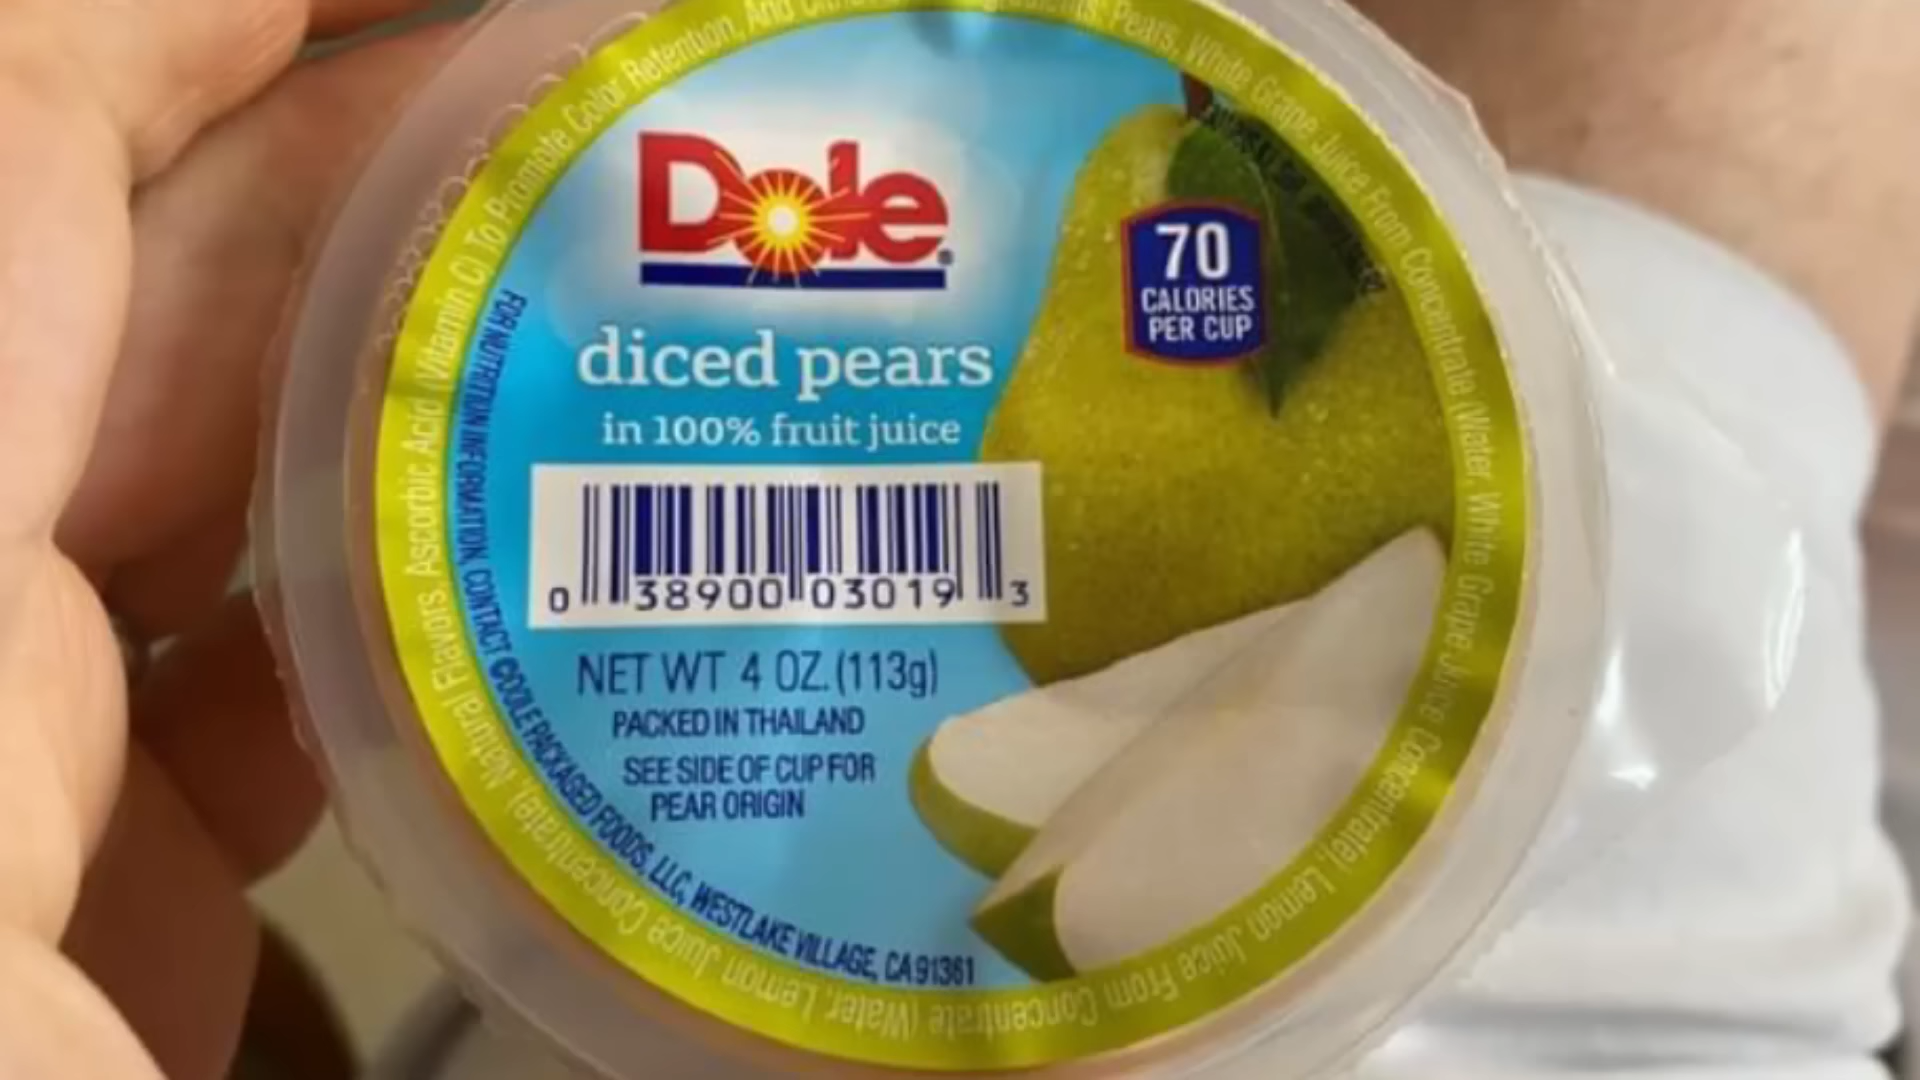 Dole
diced pears
in 100% fruit juice
70
CALORIES
PER CUP
0 38900 03019 3
NET WT 4 OZ. (113g)
PACKED IN THAILAND
SEE SIDE OF CUP FOR
PEAR ORIGIN
FOR NUTRITION INFORMATION, CONTACT ©DOLE PACKAGED FOODS, LLC, WESTLAKE VILLAGE, CA 91361
Pears, White Grape Juice From Concentrate (Water, White Grape Juice Concentrate), Lemon Juice From Concentrate (Water, Lemon Juice Concentrate), Natural Flavors, Ascorbic Acid (Vitamin C) To Promote Color Retention, And